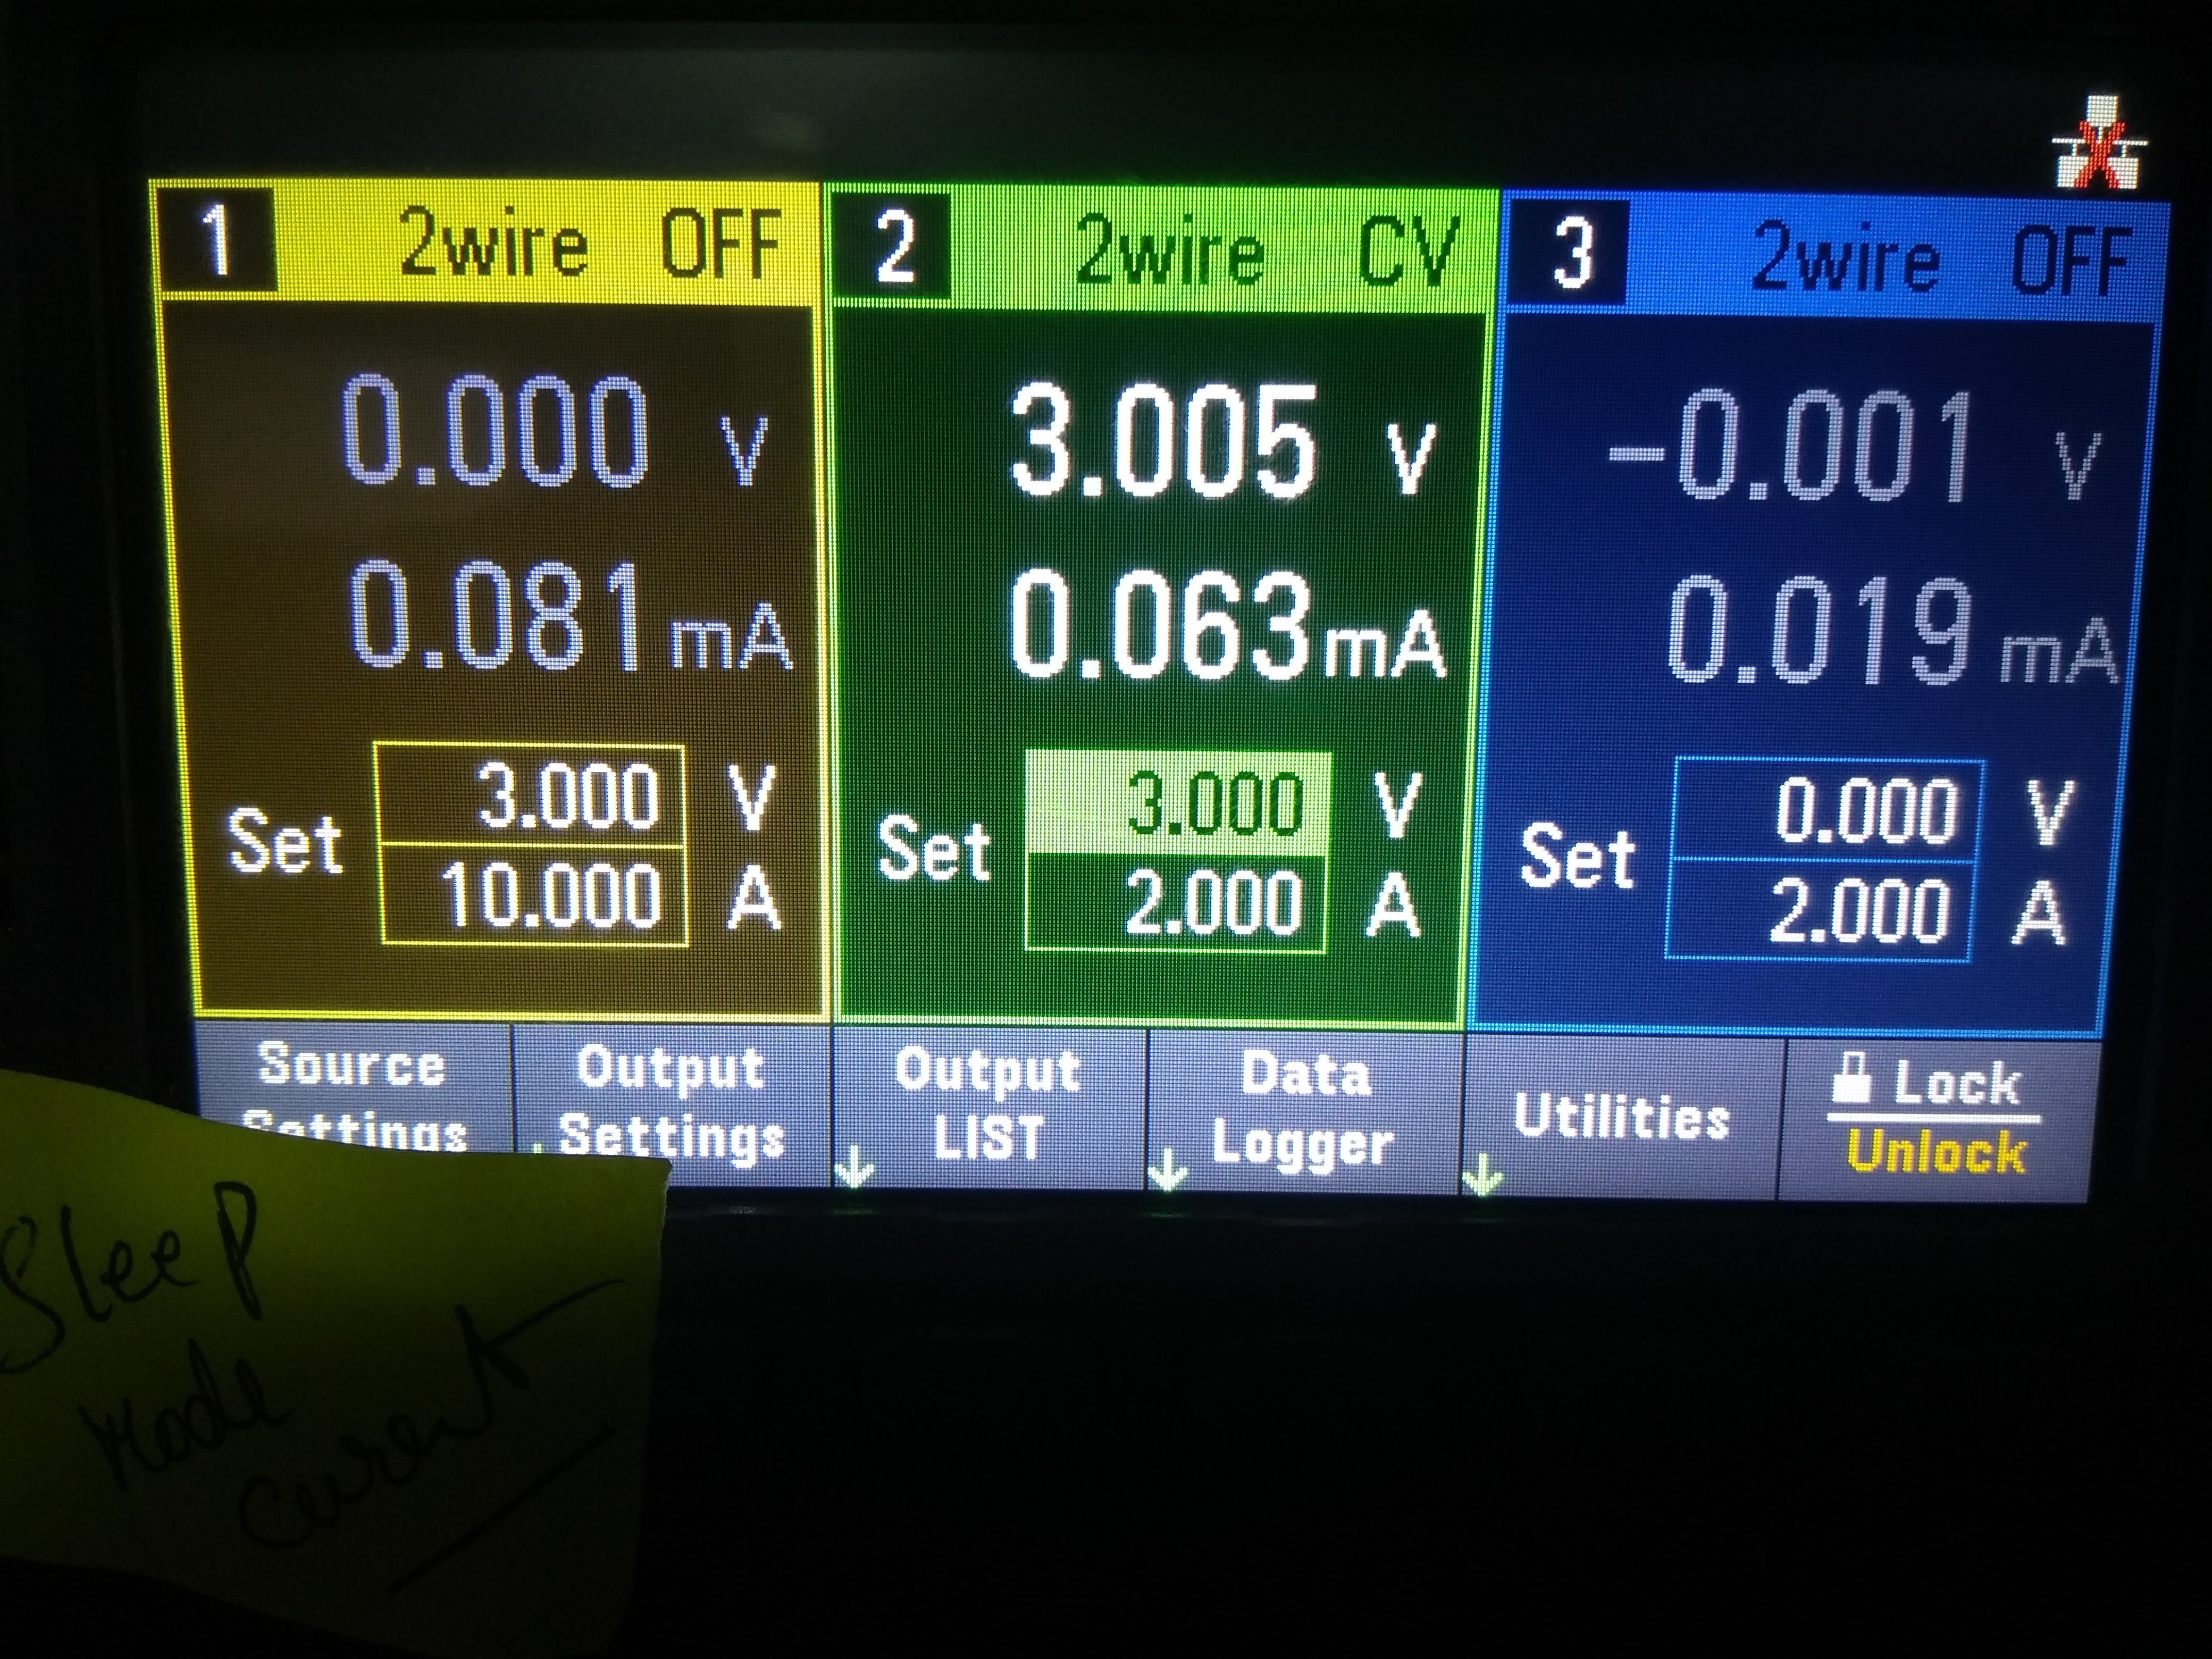 1 2wire OFF 2 2wire CV 3 2wire OFF
0.000 V 3.005 V -0.001 V
0.081 mA 0.063 mA 0.019 mA
Set 3.000 V Set 3.000 V Set 0.000 V
10.000 A 2.000 A 2.000 A
Source Output Output Data Utilities Lock
Settings Settings LIST Logger Unlock
Sleep
Mode
Current